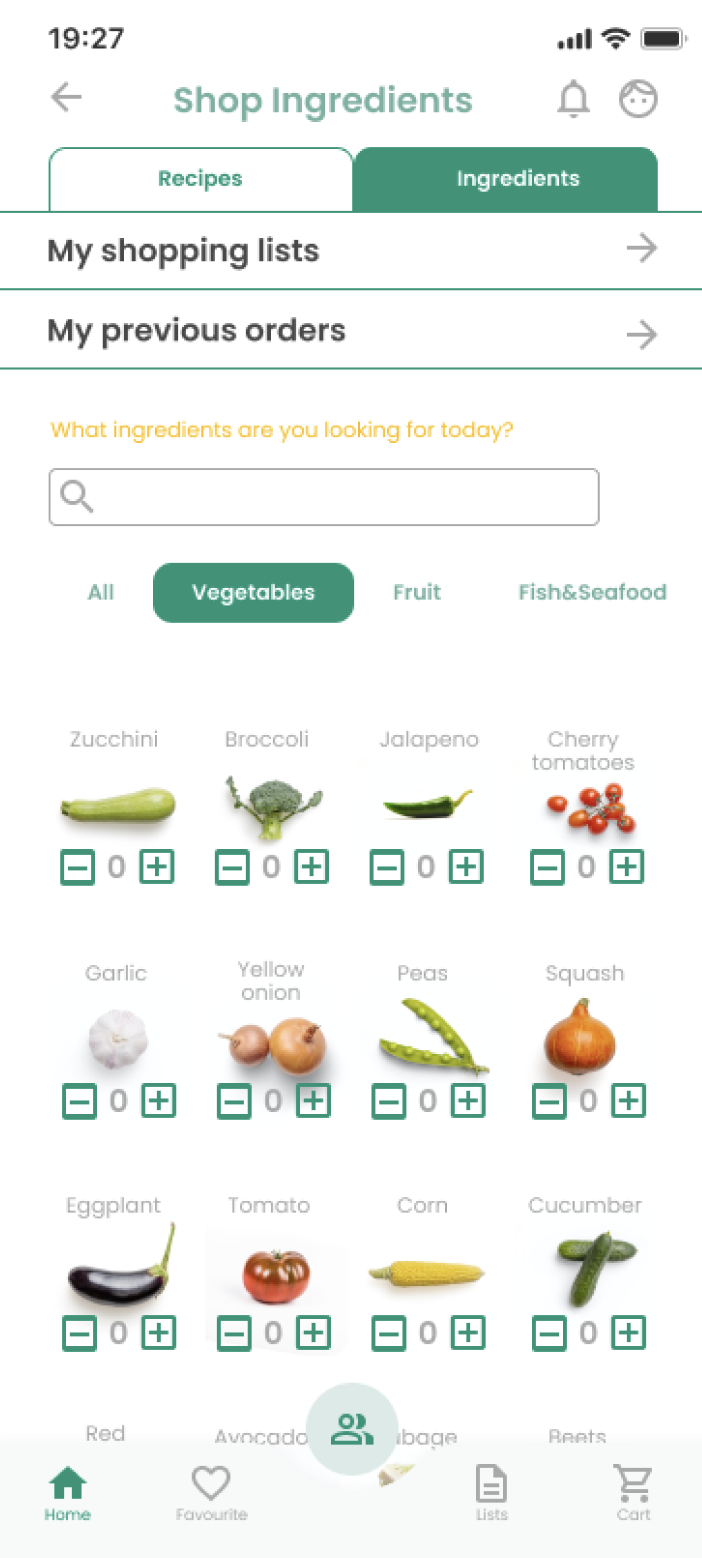 19:27
Shop Ingredients
Recipes Ingredients
My shopping lists
My previous orders
What ingredients are you looking for today?
All Vegetables Fruit Fish&Seafood
Zucchini Broccoli Jalapeno Cherry
tomatoes
0 0 0 0
Garlic Yellow Peas Squash
onion
0 0 0 0
Eggplant Tomato Corn Cucumber
0 0 0 0
Red Avocado Beets
Home Favourite Lists Cart